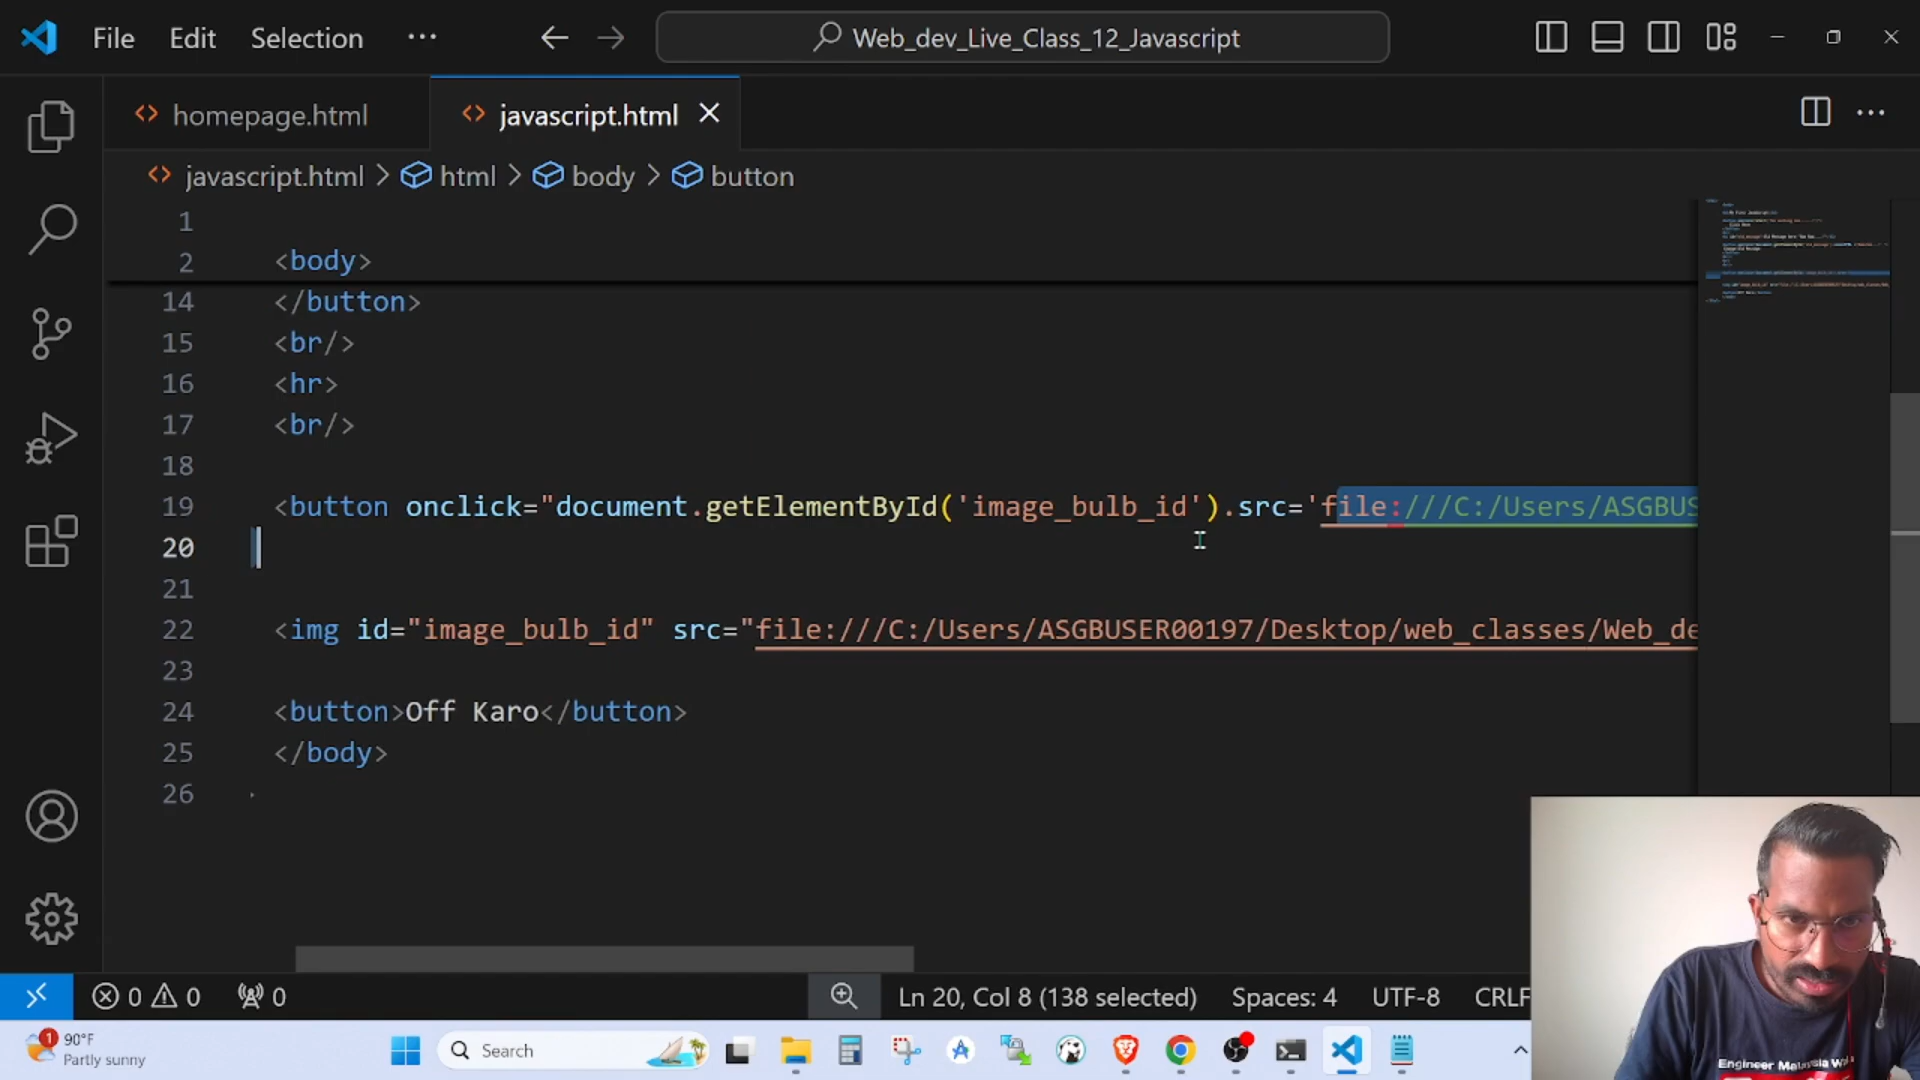 File Edit Selection ··· Web_dev_Live_Class_12_Javascript
homepage.html javascript.html
javascript.html > html > body > button
1
2 <body>
14 </button>
15 <br/>
16 <hr>
17 <br/>
18
19 <button onclick="document.getElementById('image_bulb_id').src='file:///C:/Users/ASGBUS
20
21
22 <img id="image_bulb_id" src="file:///C:/Users/ASGBUSER00197/Desktop/web_classes/Web_de
23
24 <button>Off Karo</button>
25 </body>
26
0 0 0 Ln 20, Col 8 (138 selected) Spaces: 4 UTF-8 CRLF
1 90°F
Partly sunny
Search
Engineer Malaysia